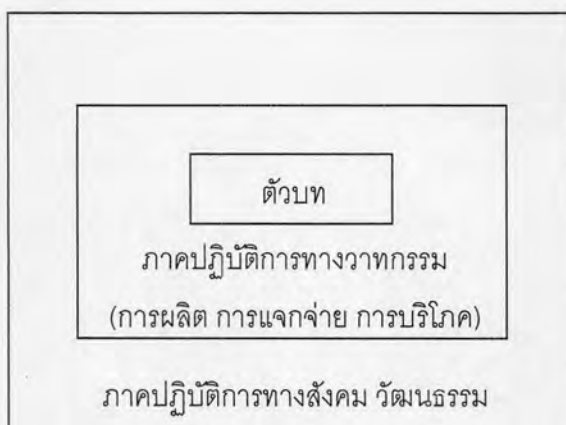 ตัวบท
ภาคปฏิบัติการทางวาทกรรม
(การผลิต การแจกจ่าย การบริโภค)
ภาคปฏิบัติการทางสังคม วัฒนธรรม